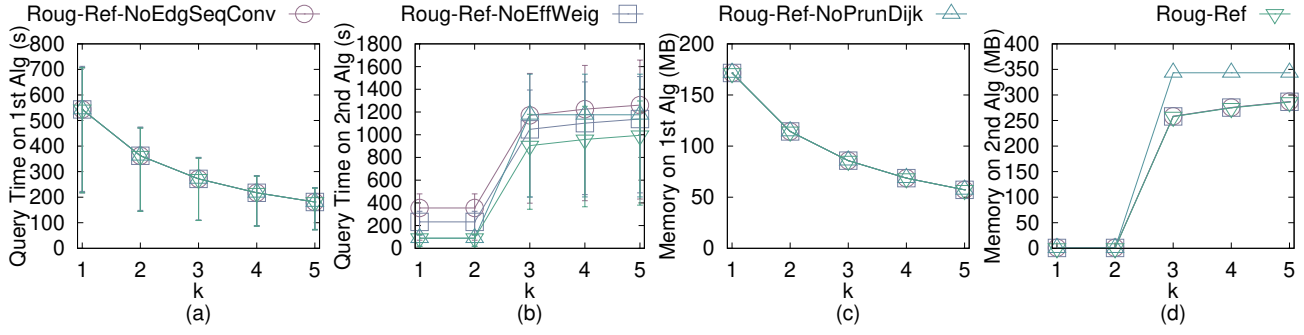 Roug-Ref-NoEdgSeqConv Roug-Ref-NoEffWeig Roug-Ref-NoPrunDijk Roug-Ref
Query Time on 1st Alg (s)
800
700
600
500
400
300
200
100
0
1 2 3 4 5
k
(a)
Query Time on 2nd Alg (s)
1800
1600
1400
1200
1000
800
600
400
200
0
1 2 3 4 5
k
(b)
Memory on 1st Alg (MB)
200
150
100
50
0
1 2 3 4 5
k
(c)
Memory on 2nd Alg (MB)
400
350
300
250
200
150
100
50
0
1 2 3 4 5
k
(d)